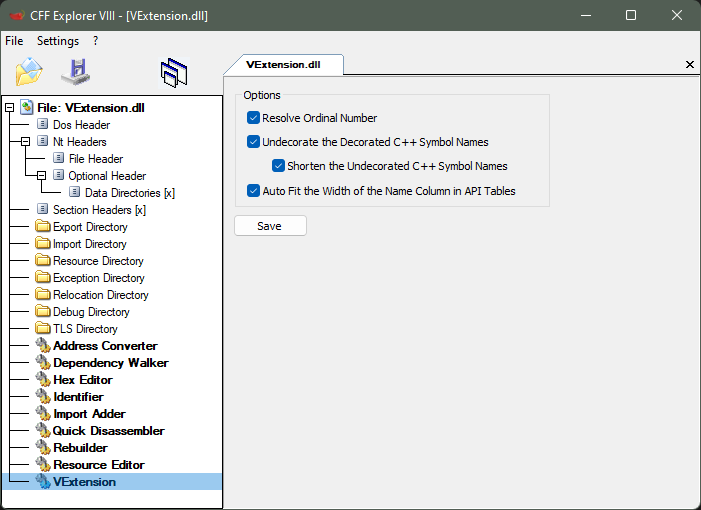 CFF Explorer VIII - [VExtension.dll]
File Settings ?
VExtension.dll
File: VExtension.dll
Dos Header
Nt Headers
File Header
Optional Header
Data Directories [x]
Section Headers [x]
Export Directory
Import Directory
Resource Directory
Exception Directory
Relocation Directory
Debug Directory
TLS Directory
Address Converter
Dependency Walker
Hex Editor
Identifier
Import Adder
Quick Disassembler
Rebuilder
Resource Editor
VExtension
Options
Resolve Ordinal Number
Undecorate the Decorated C++ Symbol Names
Shorten the Undecorated C++ Symbol Names
Auto Fit the Width of the Name Column in API Tables
Save